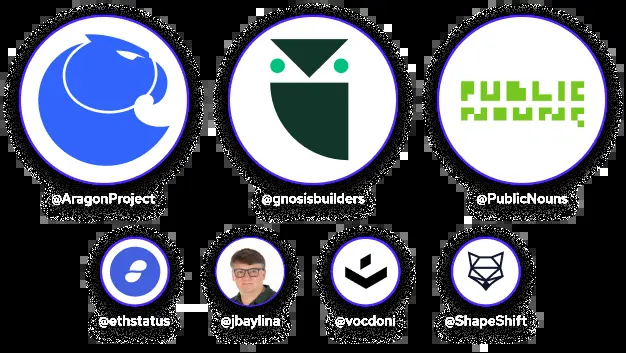 PUBLIC
NOUNS
@AragonProject
@gnosisbuilders
@PublicNouns
@ethstatus
@jbaylina
@vocdoni
@ShapeShift